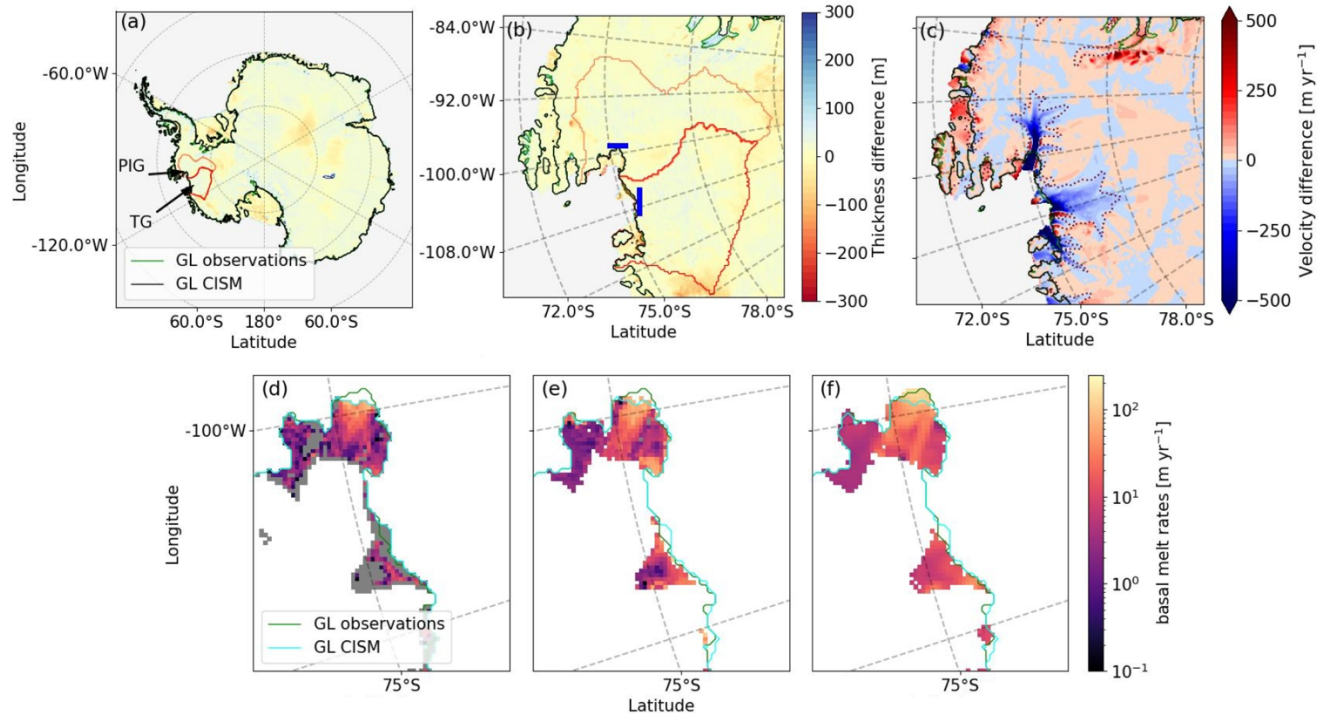 (a)
-60.0°W
Longitude
PIG
TG
-120.0°W
GL observations
GL CISM
60.0°S 180° 60.0°S
Latitude
(b)
-84.0°W
-92.0°W
-100.0°W
-108.0°W
72.0°S 75.0°S 78.0°S
Latitude
300
200
100
0
−100
−200
−300
Thickness difference [m]
(c)
72.0°S 75.0°S 78.0°S
Latitude
500
250
0
−250
−500
Velocity difference [m yr⁻¹]
(d)
-100°W
Longitude
GL observations
GL CISM
75°S
(e)
75°S
Latitude
(f)
75°S
10²
10¹
10⁰
10⁻¹
basal melt rates [m yr⁻¹]